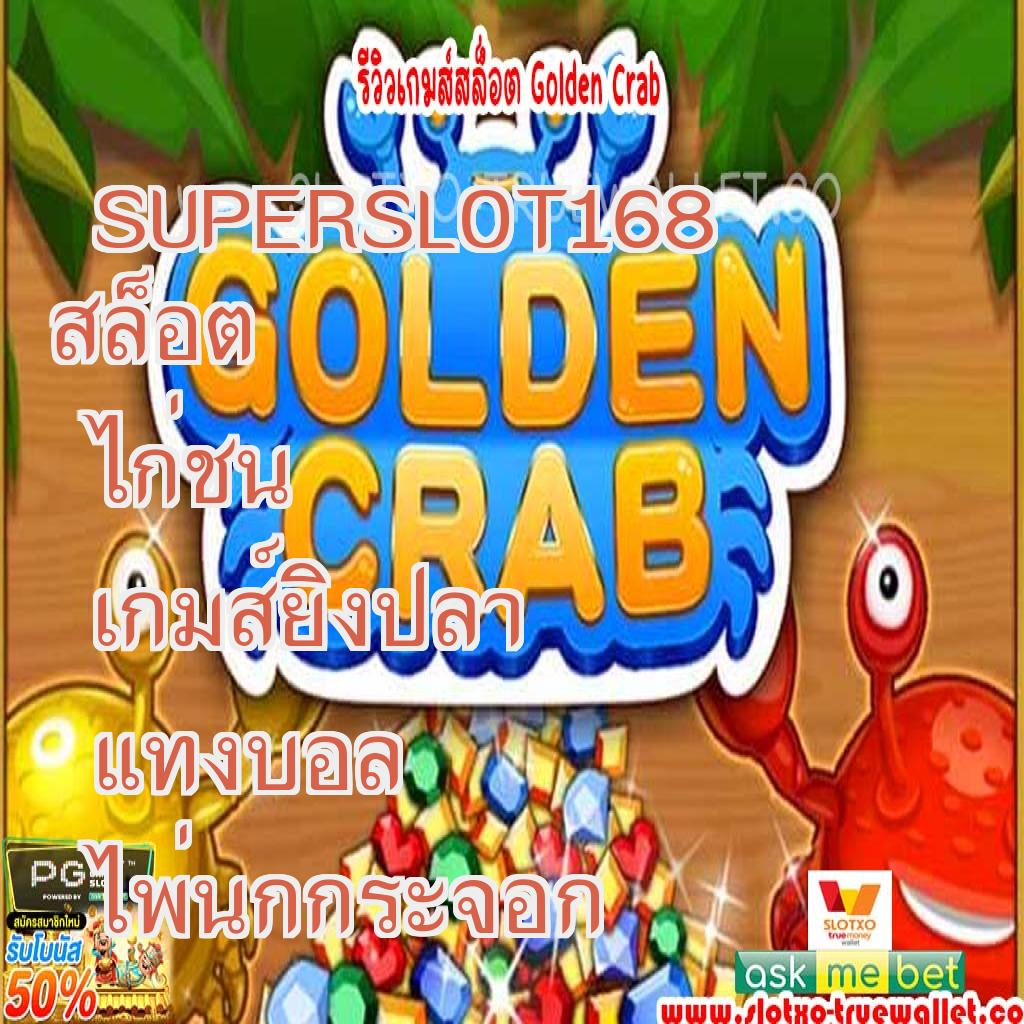 รีวิวเกมส์สล็อต Golden Crab
SUPERSLOT168
สล็อต
GOLDEN
ไก่ชน
CRAB
เกมส์ยิงปลา
แทงบอล
ไพ่นกกระจอก
PG
POWERED BY
สมัครสมาชิกใหม่
รับโบนัส
50%
SLOTXO
truemoney
wallet
ask me bet
www.slotxo-truewallet.co